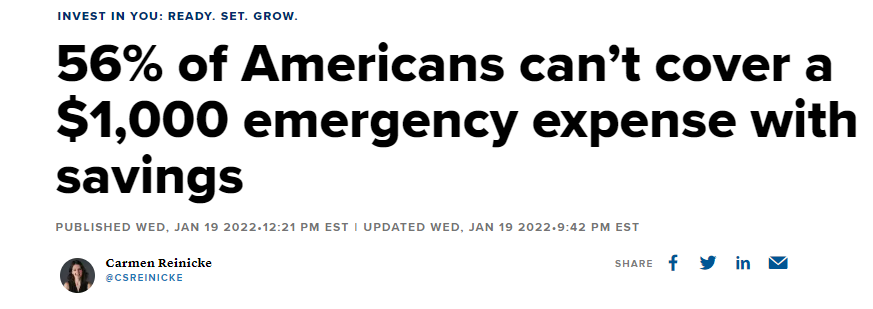 INVEST IN YOU: READY. SET. GROW.
56% of Americans can’t cover a
$1,000 emergency expense with
savings
PUBLISHED WED, JAN 19 2022•12:21 PM EST | UPDATED WED, JAN 19 2022•9:42 PM EST
Carmen Reinicke
@CSREINICKE
SHARE f in